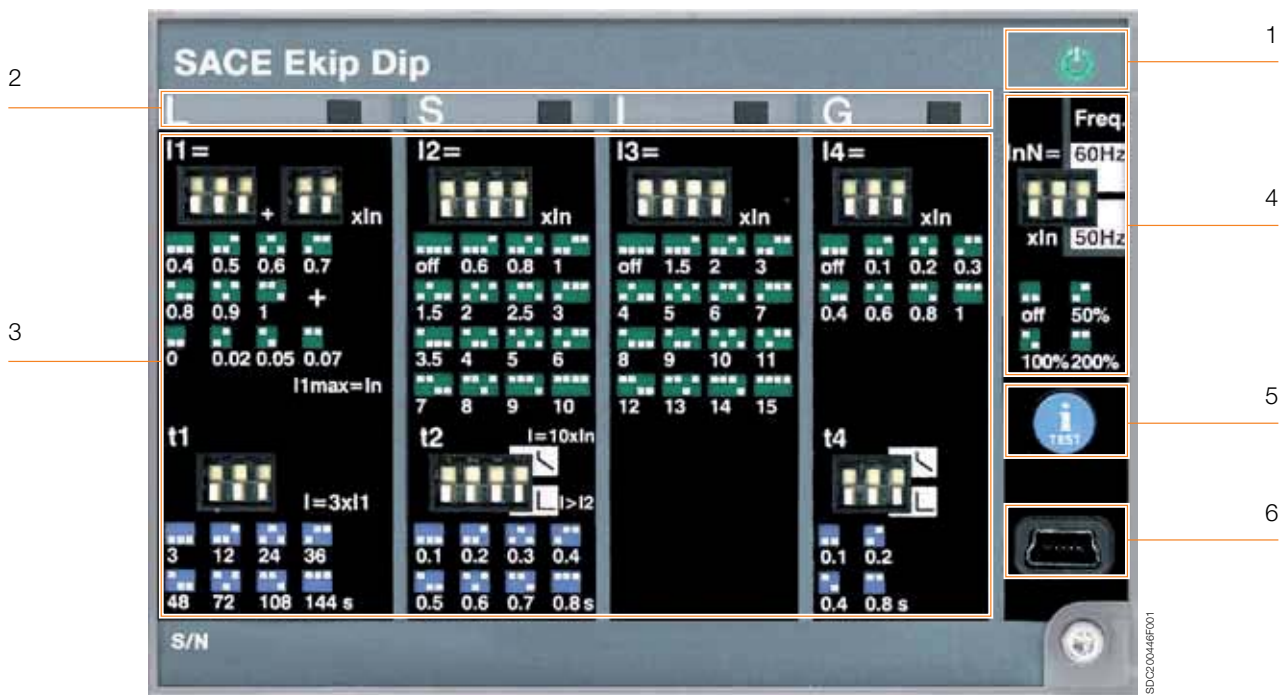 SACE Ekip Dip
L S I G
I1= I2= I3= I4=
+ xIn xIn xIn xIn
0.4 0.5 0.6 0.7
0.8 0.9 1 +
0 0.02 0.05 0.07
I1max=In
off 0.6 0.8 1
1.5 2 2.5 3
3.5 4 5 6
7 8 9 10
off 1.5 2 3
4 5 6 7
8 9 10 11
12 13 14 15
off 0.1 0.2 0.3
0.4 0.6 0.8 1
t1
I=3xI1
3 12 24 36
48 72 108 144 s
t2 I=10xIn
I>I2
0.1 0.2 0.3 0.4
0.5 0.6 0.7 0.8 s
t4
0.1 0.2
0.4 0.8 s
Freq.
InN= 60Hz
xIn 50Hz
off 50%
100% 200%
i
TEST
S/N
1
2
3
4
5
6
SDC200446F001